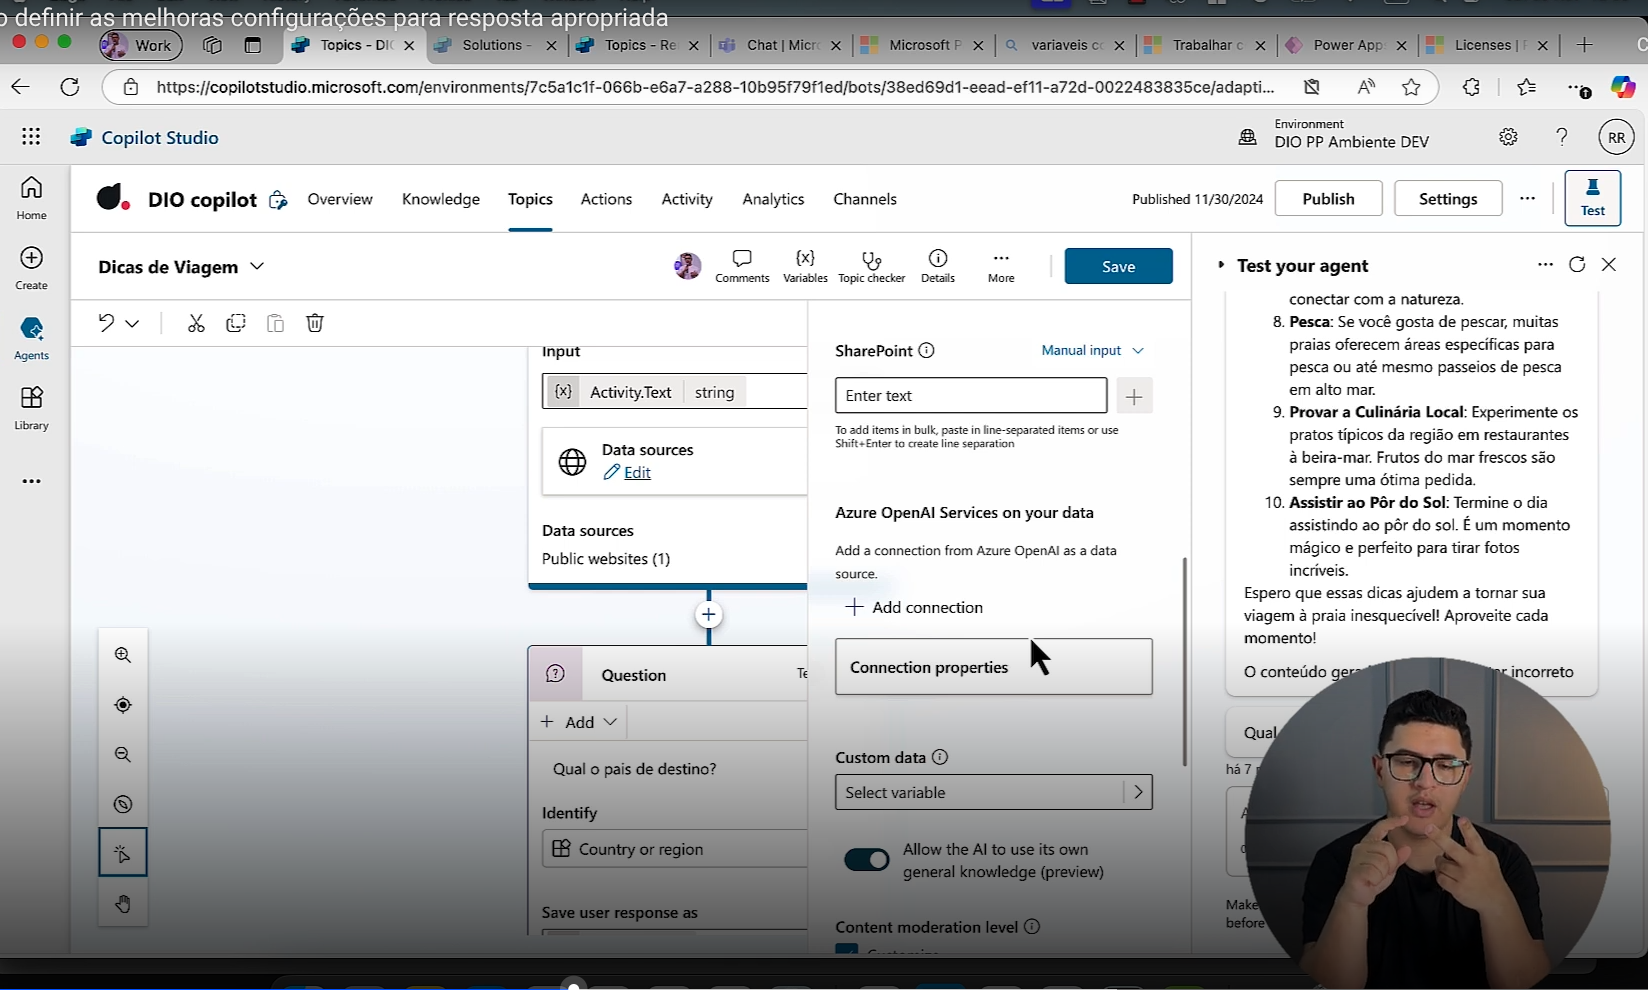 o definir as melhoras configurações para resposta apropriada
Work
Topics - DIO
Solutions -
Topics - Re
Chat | Micr
Microsoft P
variaveis co
Trabalhar c
Power App
Licenses |
https://copilotstudio.microsoft.com/environments/7c5a1c1f-066b-e6a7-a288-10b95f79f1ed/bots/38ed69d1-eead-ef11-a72d-0022483835ce/adapti...
Copilot Studio
Environment
DIO PP Ambiente DEV
RR
Home
Create
Agents
Library
DIO copilot
Overview
Knowledge
Topics
Actions
Activity
Analytics
Channels
Published 11/30/2024
Publish
Settings
Test
Dicas de Viagem
Comments
Variables
Topic checker
Details
More
Save
Input
{x} Activity.Text string
Data sources
Edit
Data sources
Public websites (1)
Question
Te
+ Add
Qual o pais de destino?
Identify
Country or region
Save user response as
SharePoint
Manual input
Enter text
To add items in bulk, paste in line-separated items or use
Shift+Enter to create line separation
Azure OpenAI Services on your data
Add a connection from Azure OpenAI as a data
source.
+ Add connection
Connection properties
Custom data
Select variable
Allow the AI to use its own
general knowledge (preview)
Content moderation level
Customize
Test your agent
conectar com a natureza.
8. Pesca: Se você gosta de pescar, muitas
praias oferecem áreas específicas para
pesca ou até mesmo passeios de pesca
em alto mar.
9. Provar a Culinária Local: Experimente os
pratos típicos da região em restaurantes
à beira-mar. Frutos do mar frescos são
sempre uma ótima pedida.
10. Assistir ao Pôr do Sol: Termine o dia
assistindo ao pôr do sol. É um momento
mágico e perfeito para tirar fotos
incríveis.
Espero que essas dicas ajudem a tornar sua
viagem à praia inesquecível! Aproveite cada
momento!
O conteúdo ger incorreto
Qual
há 7
Make
before